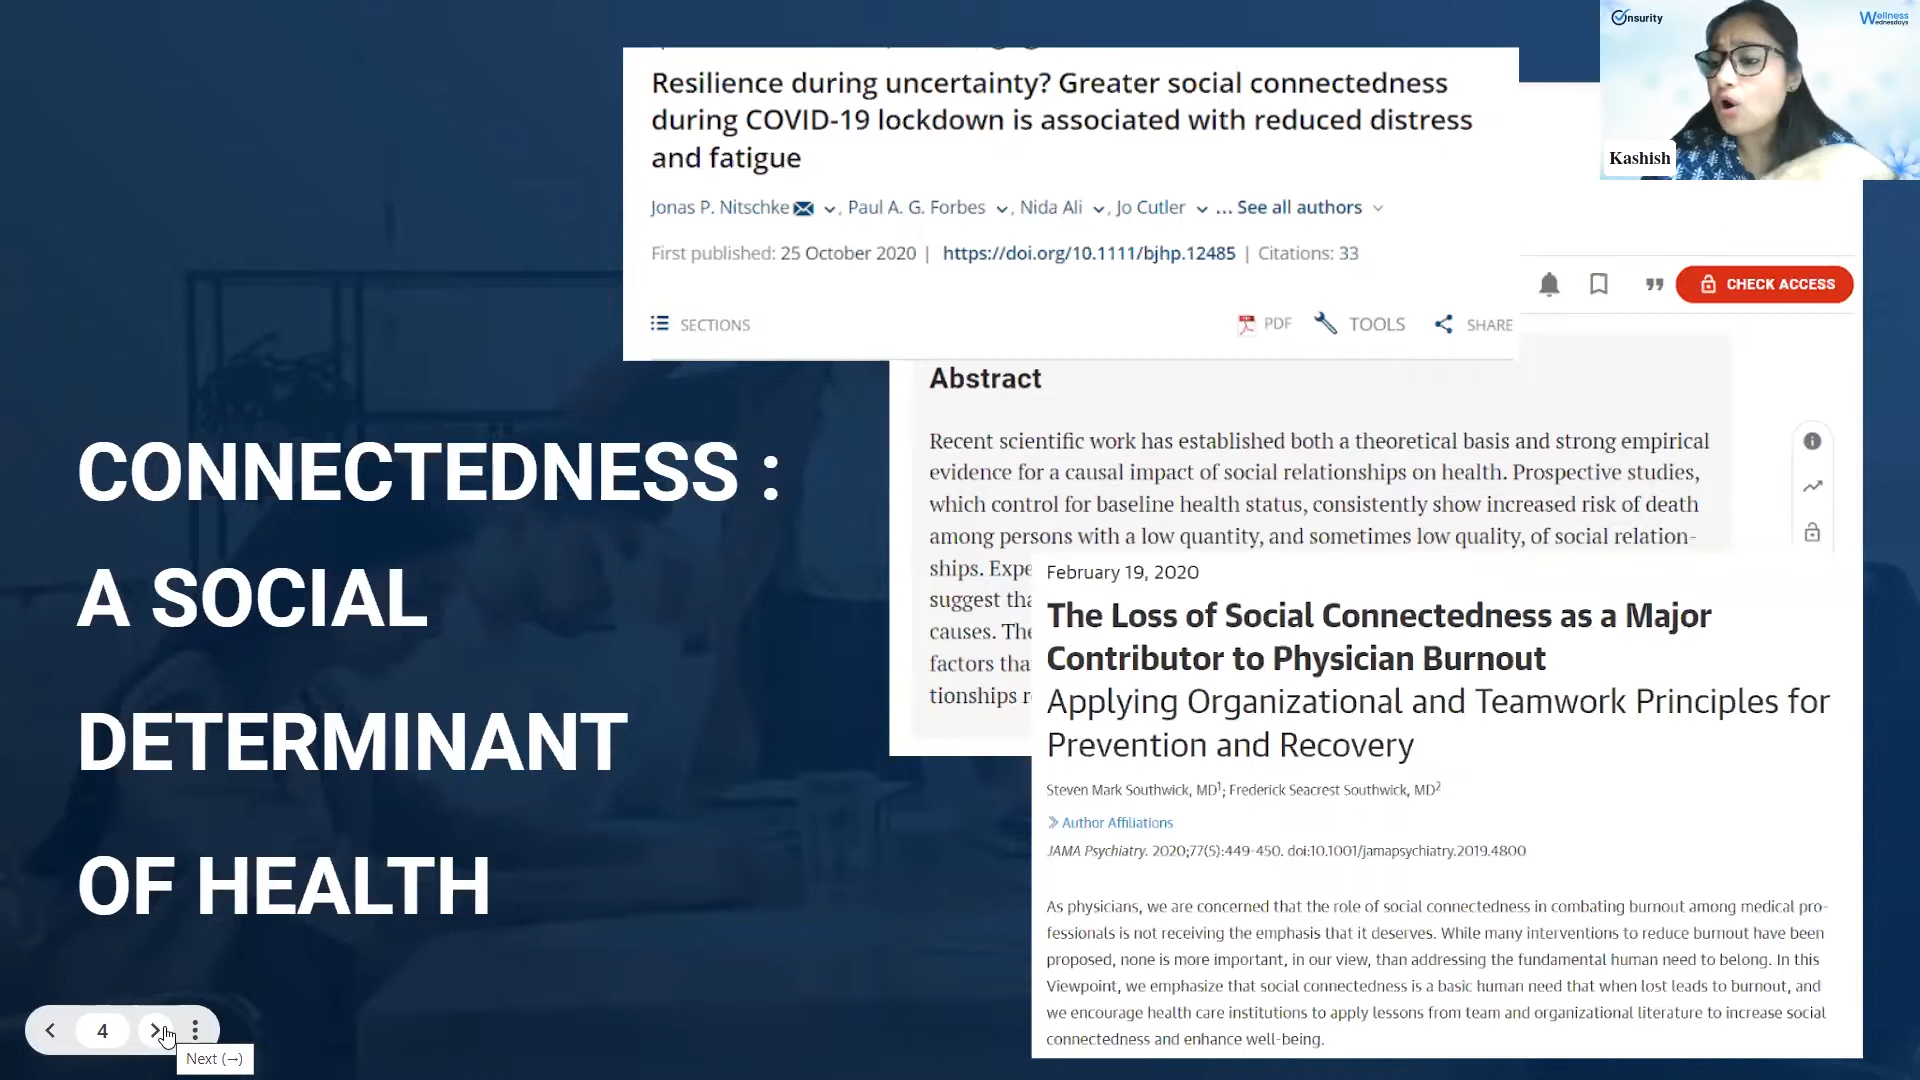 Resilience during uncertainty? Greater social connectedness
during COVID-19 lockdown is associated with reduced distress
and fatigue
Jonas P. Nitschke , Paul A. G. Forbes , Nida Ali , Jo Cutler ... See all authors
First published: 25 October 2020 | https://doi.org/10.1111/bjhp.12485 | Citations: 33
SECTIONS
PDF TOOLS SHARE
nsurity
Wellness
Wednesdays
Kashish
CHECK ACCESS
Abstract
Recent scientific work has established both a theoretical basis and strong empirical
evidence for a causal impact of social relationships on health. Prospective studies,
which control for baseline health status, consistently show increased risk of death
among persons with a low quantity, and sometimes low quality, of social relation-
ships. Expe
suggest tha
causes. The
factors tha
tionships r
February 19, 2020
The Loss of Social Connectedness as a Major
Contributor to Physician Burnout
Applying Organizational and Teamwork Principles for
Prevention and Recovery
Steven Mark Southwick, MD1; Frederick Seacrest Southwick, MD2
Author Affiliations
JAMA Psychiatry. 2020;77(5):449-450. doi:10.1001/jamapsychiatry.2019.4800
As physicians, we are concerned that the role of social connectedness in combating burnout among medical pro-
fessionals is not receiving the emphasis that it deserves. While many interventions to reduce burnout have been
proposed, none is more important, in our view, than addressing the fundamental human need to belong. In this
Viewpoint, we emphasize that social connectedness is a basic human need that when lost leads to burnout, and
we encourage health care institutions to apply lessons from team and organizational literature to increase social
connectedness and enhance well-being.
CONNECTEDNESS :
A SOCIAL
DETERMINANT
OF HEALTH
4
Next (→)